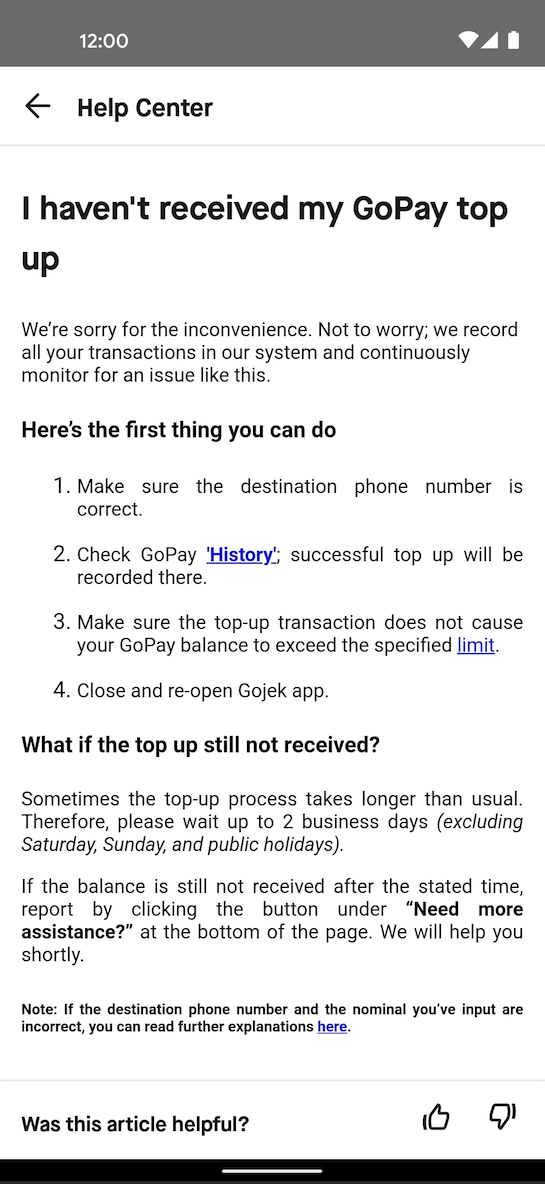 12:00
Help Center
I haven't received my GoPay top
up
We're sorry for the inconvenience. Not to worry; we record
all your transactions in our system and continuously
monitor for an issue like this.
Here's the first thing you can do
1. Make sure the destination phone number is
correct.
2. Check GoPay 'History'; successful top up will be
recorded there.
3. Make sure the top-up transaction does not cause
your GoPay balance to exceed the specified limit.
4. Close and re-open Gojek app.
What if the top up still not received?
Sometimes the top-up process takes longer than usual.
Therefore, please wait up to 2 business days (excluding
Saturday, Sunday, and public holidays).
If the balance is still not received after the stated time,
report by clicking the button under “Need more
assistance?” at the bottom of the page. We will help you
shortly.
Note: If the destination phone number and the nominal you've input are
incorrect, you can read further explanations here.
Was this article helpful?